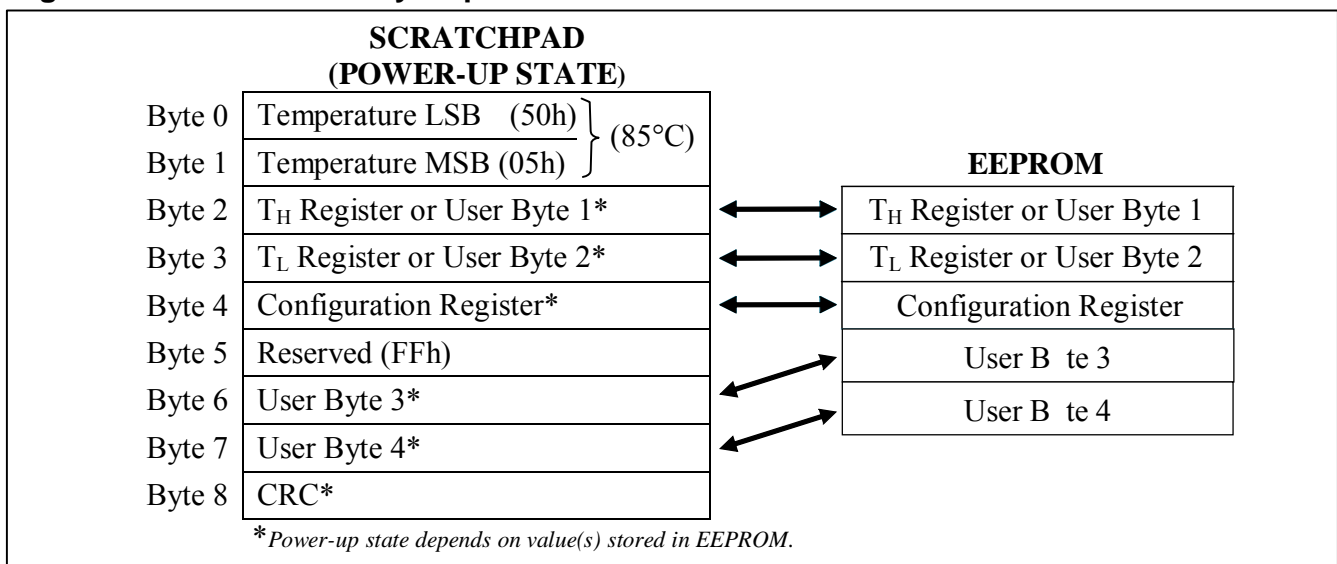 SCRATCHPAD
(POWER-UP STATE)
Byte 0 Temperature LSB (50h)
(85°C)
Byte 1 Temperature MSB (05h)
EEPROM
Byte 2 TH Register or User Byte 1* TH Register or User Byte 1
Byte 3 TL Register or User Byte 2* TL Register or User Byte 2
Byte 4 Configuration Register* Configuration Register
Byte 5 Reserved (FFh) User B te 3
Byte 6 User Byte 3* User B te 4
Byte 7 User Byte 4*
Byte 8 CRC*
*Power-up state depends on value(s) stored in EEPROM.